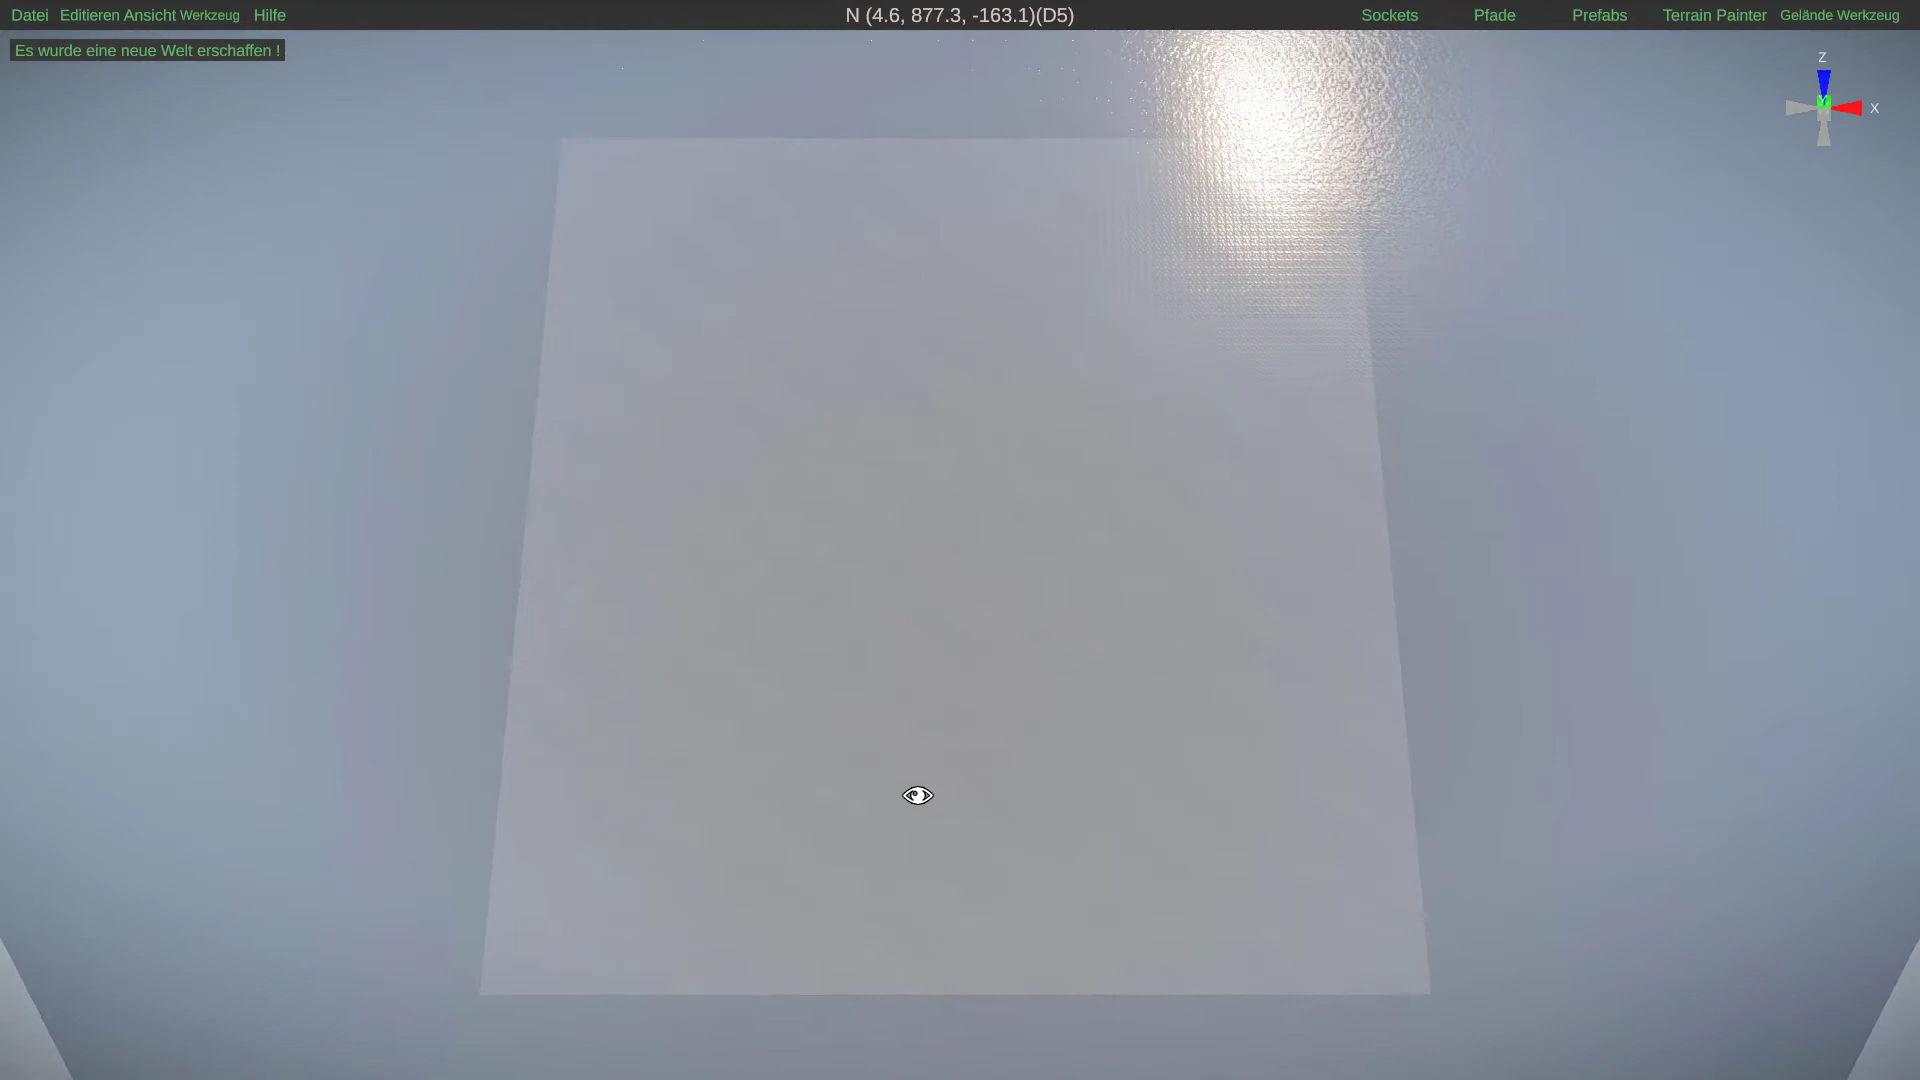 Datei Editieren Ansicht Werkzeug Hilfe N (4.6, 877.3, -163.1)(D5) Sockets Pfade Prefabs Terrain Painter Gelände Werkzeug
Es wurde eine neue Welt erschaffen !
Z
Y
X